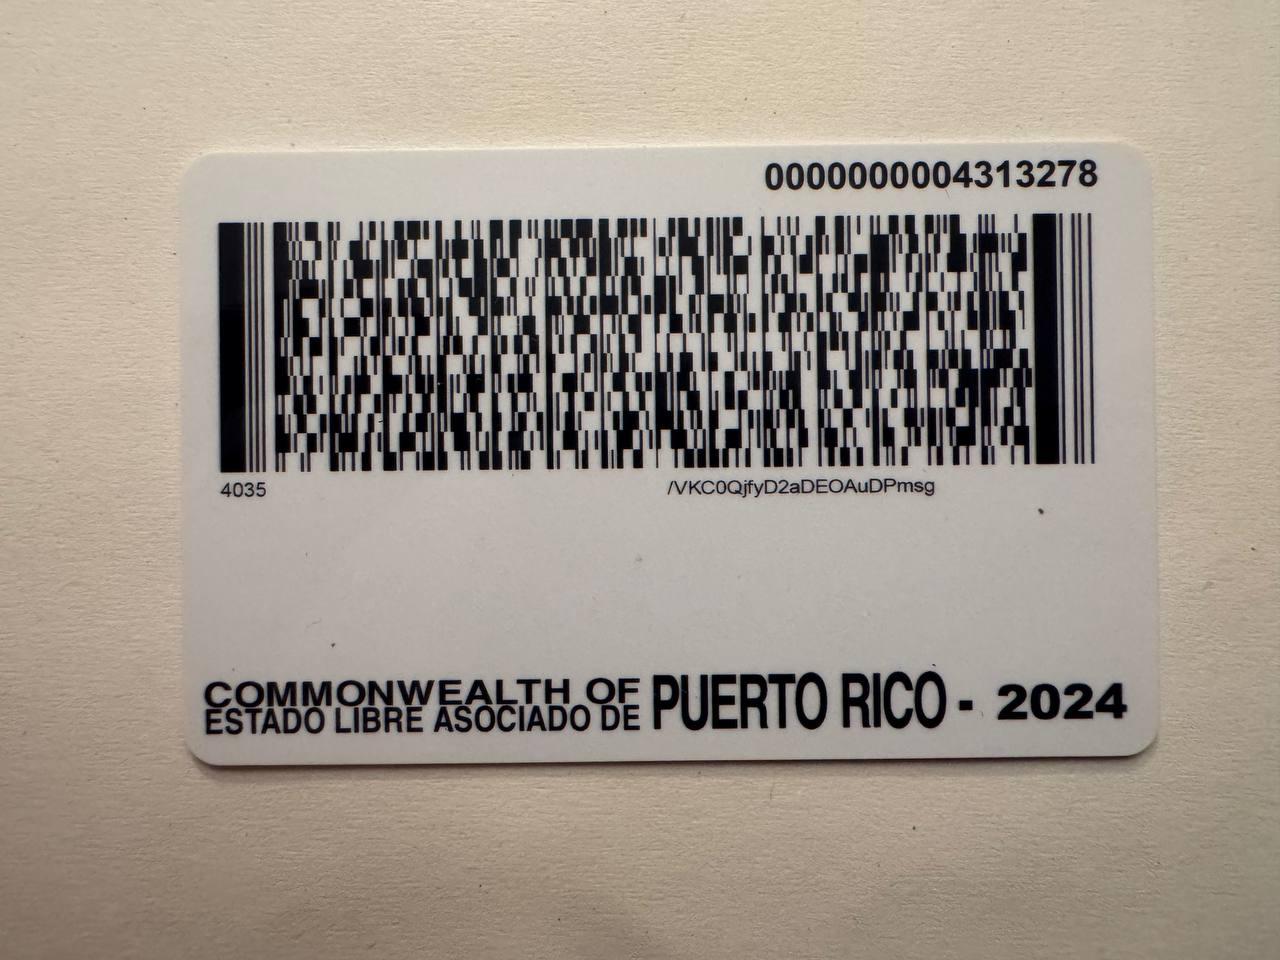 0000000004313278
4035 /VKC0QjfyD2aDEOAuDPmsg
COMMONWEALTH OF
ESTADO LIBRE ASOCIADO DE PUERTO RICO - 2024